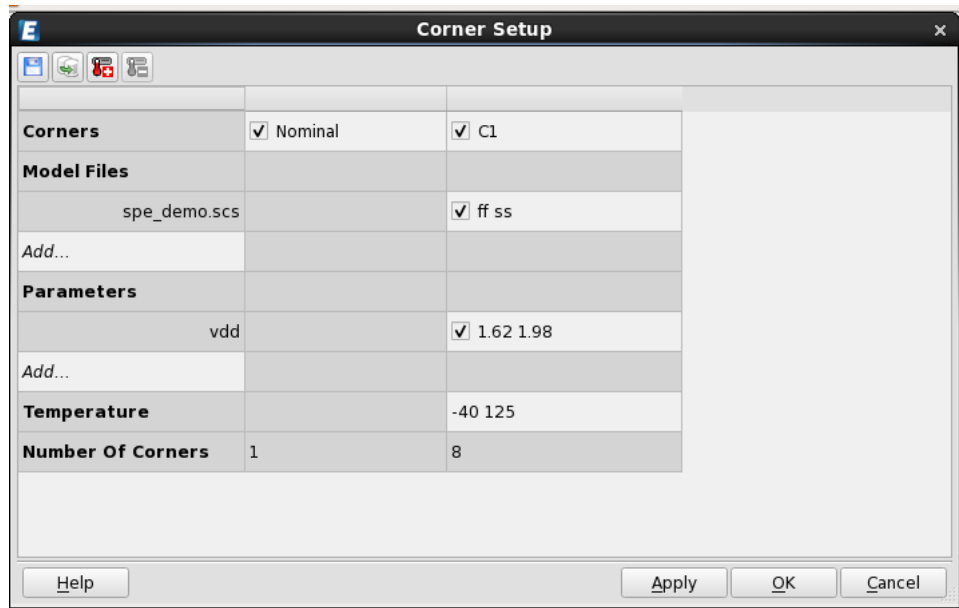 E
Corner Setup
Corners Nominal C1
Model Files
spe_demo.scs ff ss
Add...
Parameters
vdd 1.62 1.98
Add...
Temperature -40 125
Number Of Corners 1 8
Help Apply OK Cancel